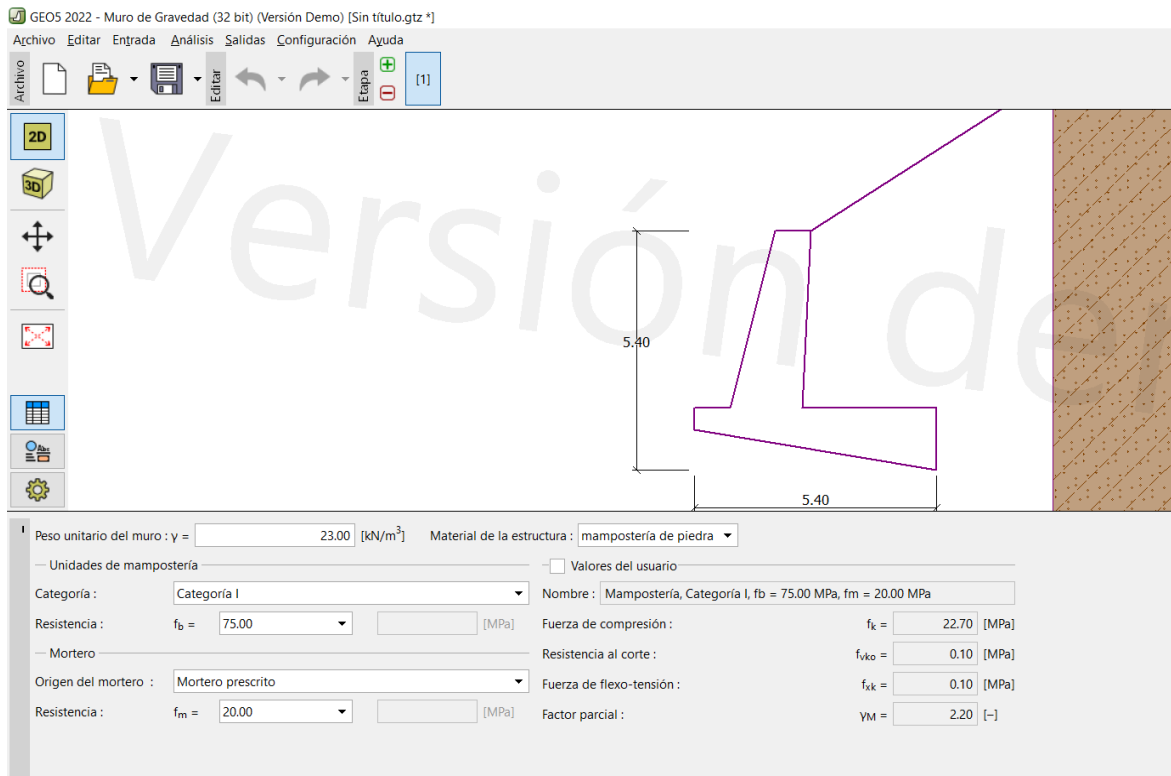 GEO5 2022 - Muro de Gravedad (32 bit) (Versión Demo) [Sin título.gtz *]
Archivo Editar Entrada Análisis Salidas Configuración Ayuda
Archivo
Editar
Etapa
[1]
2D
3D
Versión de
5.40
5.40
Abc
Peso unitario del muro : γ = 23.00 [kN/m³] Material de la estructura : mampostería de piedra
Unidades de mampostería
Valores del usuario
Categoría : Categoría I
Nombre : Mampostería, Categoría I, fb = 75.00 MPa, fm = 20.00 MPa
Resistencia : fb = 75.00 [MPa]
Fuerza de compresión : fk = 22.70 [MPa]
Mortero
Resistencia al corte : fvko = 0.10 [MPa]
Origen del mortero : Mortero prescrito
Fuerza de flexo-tensión : fxk = 0.10 [MPa]
Resistencia : fm = 20.00 [MPa]
Factor parcial : γM = 2.20 [–]